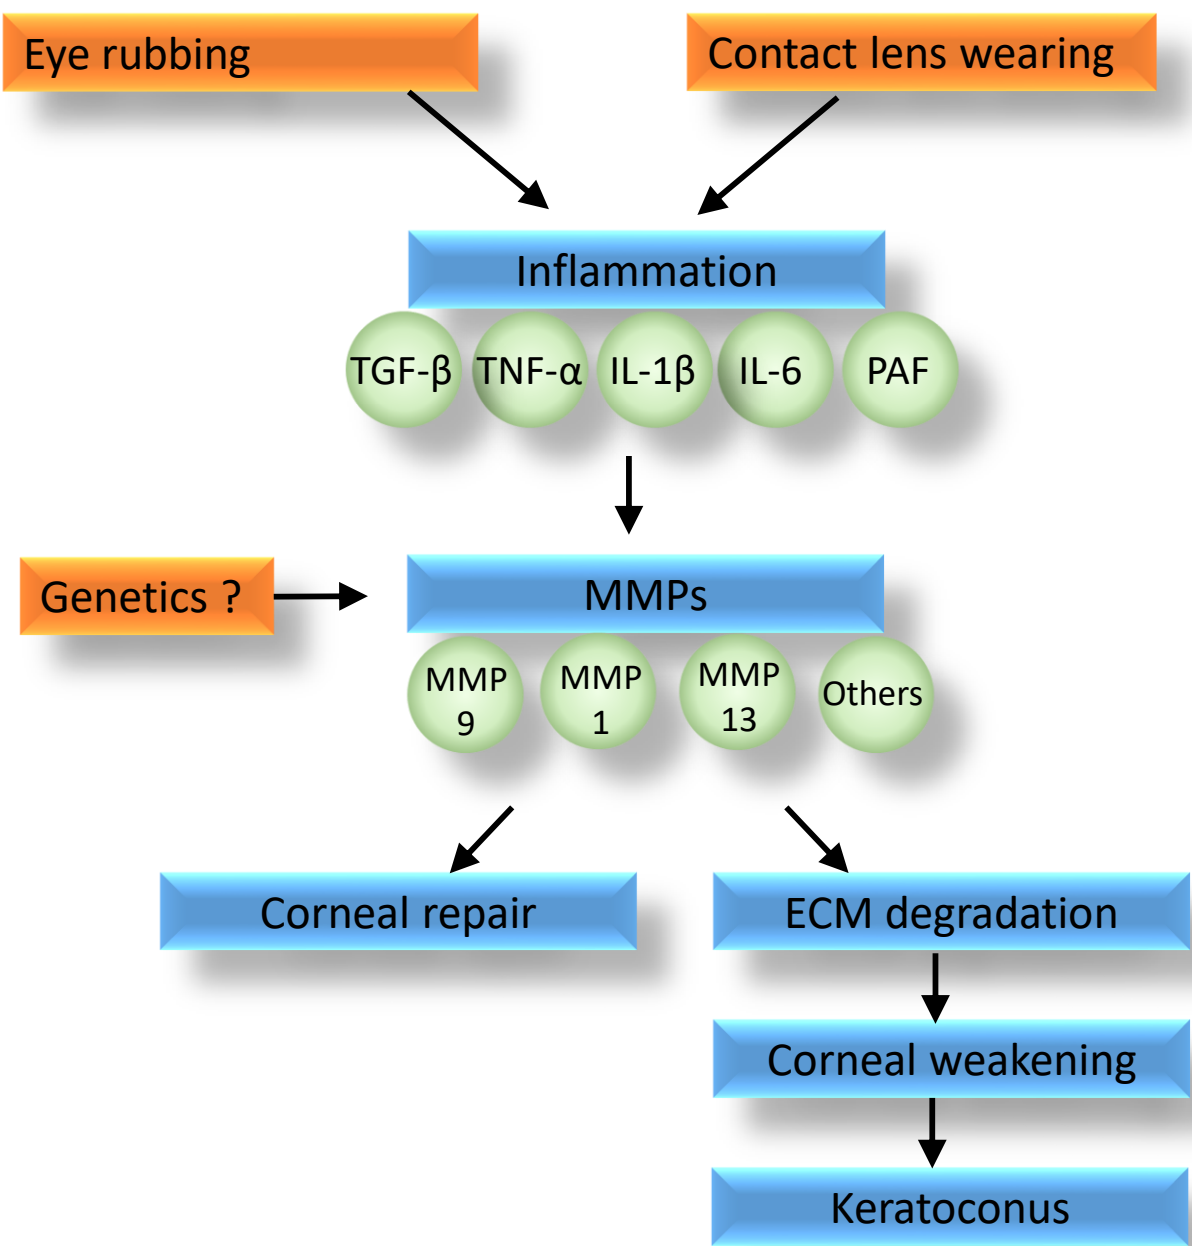 Eye rubbing
Contact lens wearing
Inflammation
TGF-β
TNF-α
IL-1β
IL-6
PAF
Genetics ?
MMPs
MMP
9
MMP
1
MMP
13
Others
Corneal repair
ECM degradation
Corneal weakening
Keratoconus